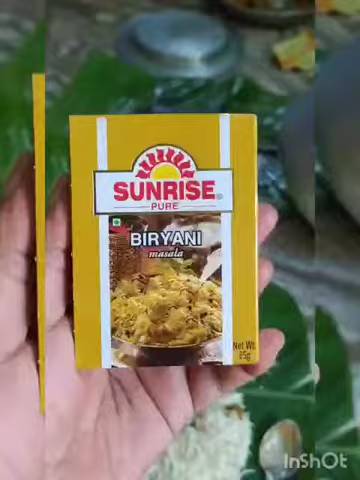 SUNRISE®
PURE
BIRYANI
masala
Net Wt.
25g
InShOt